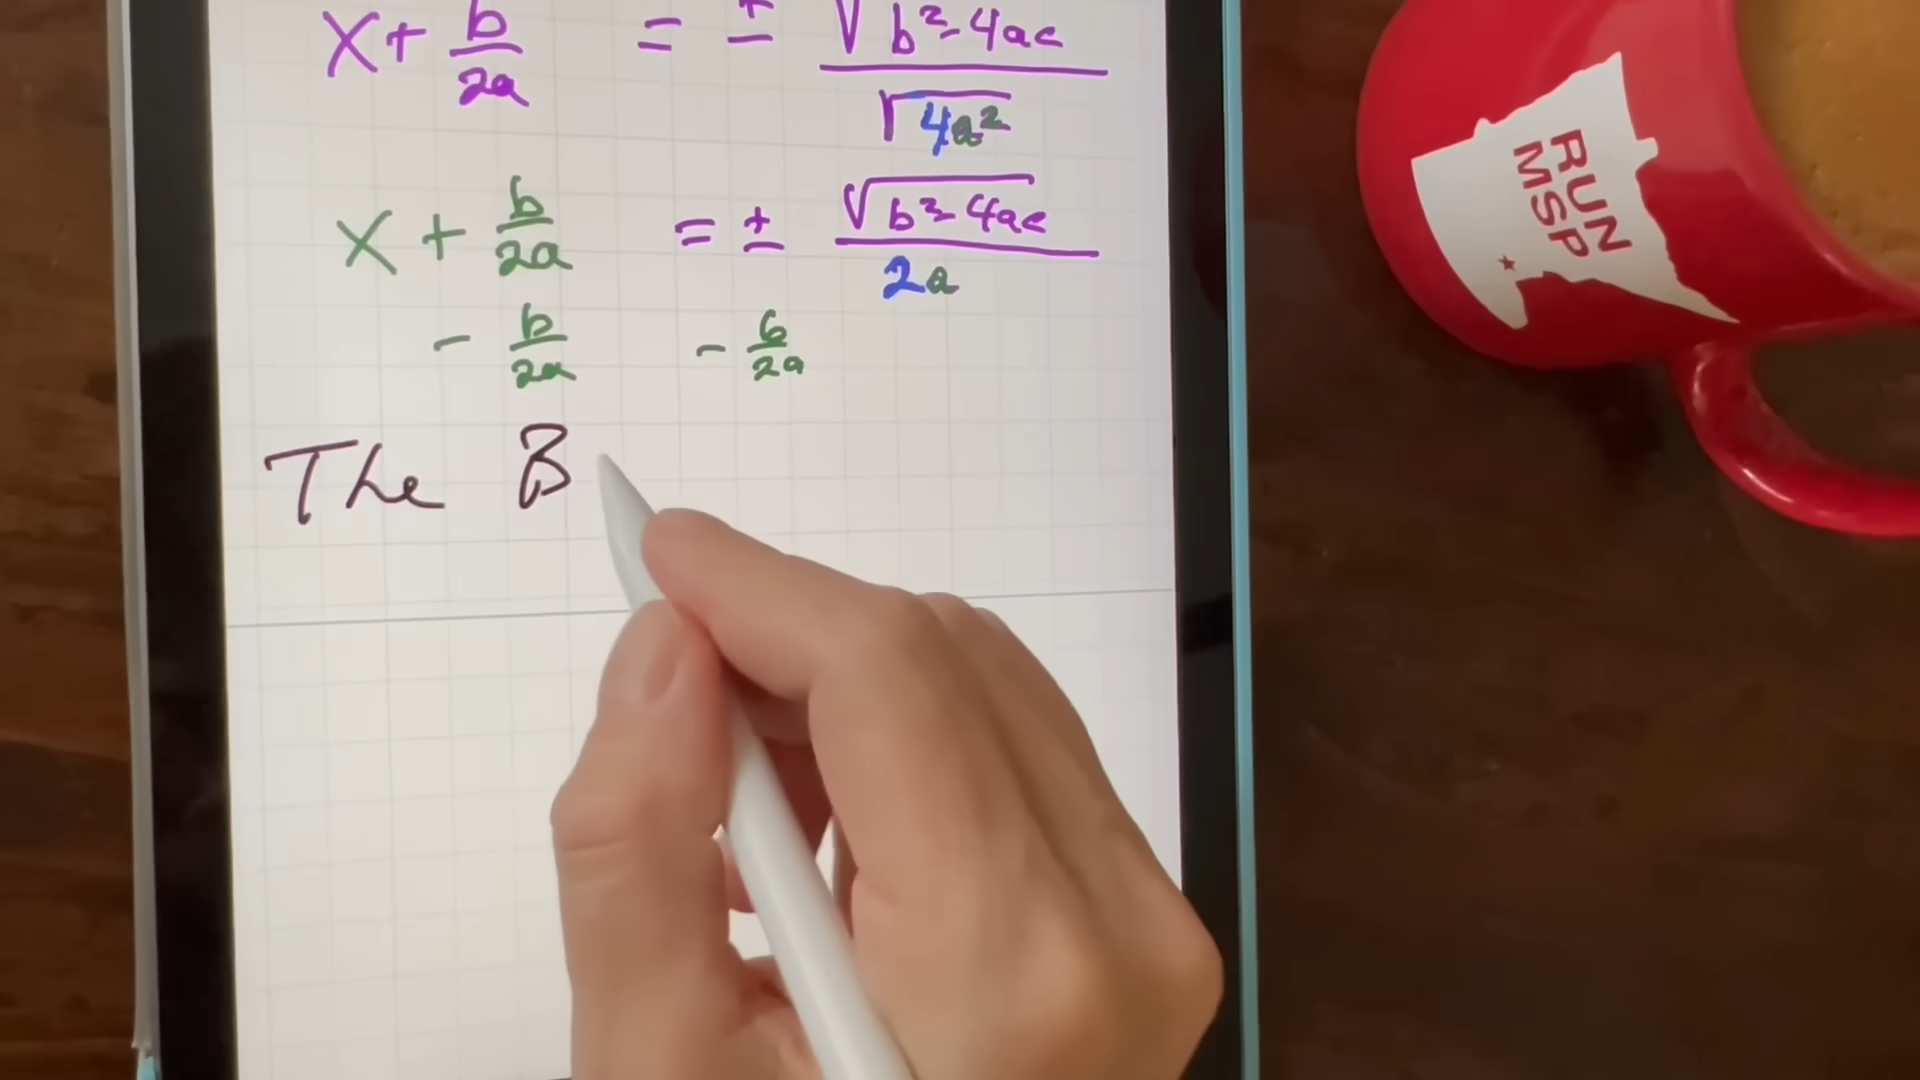 x + b/2a = ± √b²-4ac / √4a²
x + b/2a = ± √b²-4ac / 2a
- b/2a - b/2a
The B
RUN
MSP